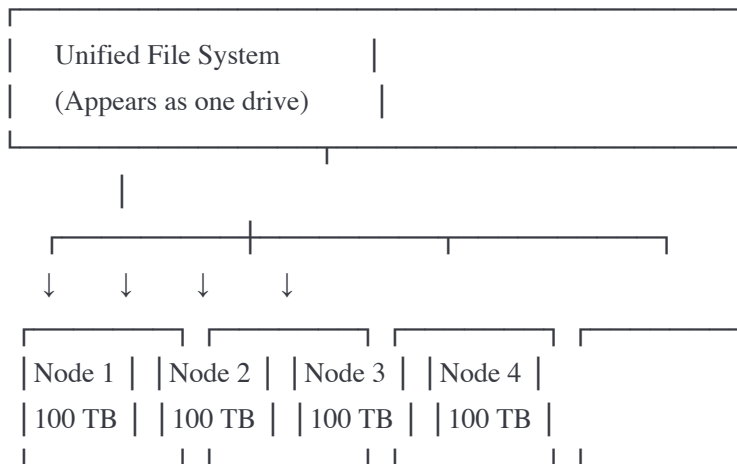 Unified File System
(Appears as one drive)
↓ ↓ ↓ ↓
Node 1 Node 2 Node 3 Node 4
100 TB 100 TB 100 TB 100 TB